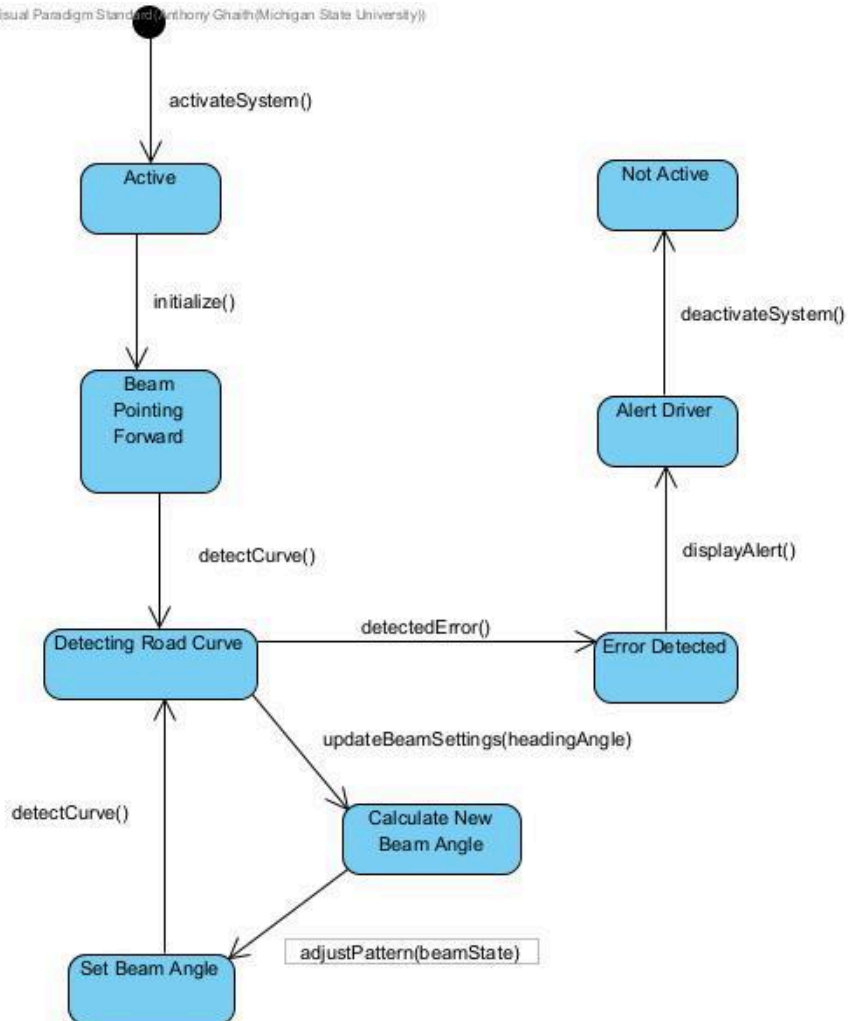 isual Paradigm Standard(Anthony Ghaith(Michigan State University))
activateSystem()
Active
Not Active
initialize()
deactivateSystem()
Beam
Pointing
Forward
Alert Driver
detectCurve()
displayAlert()
detectedError()
Detecting Road Curve
Error Detected
updateBeamSettings(headingAngle)
detectCurve()
Calculate New
Beam Angle
adjustPattern(beamState)
Set Beam Angle